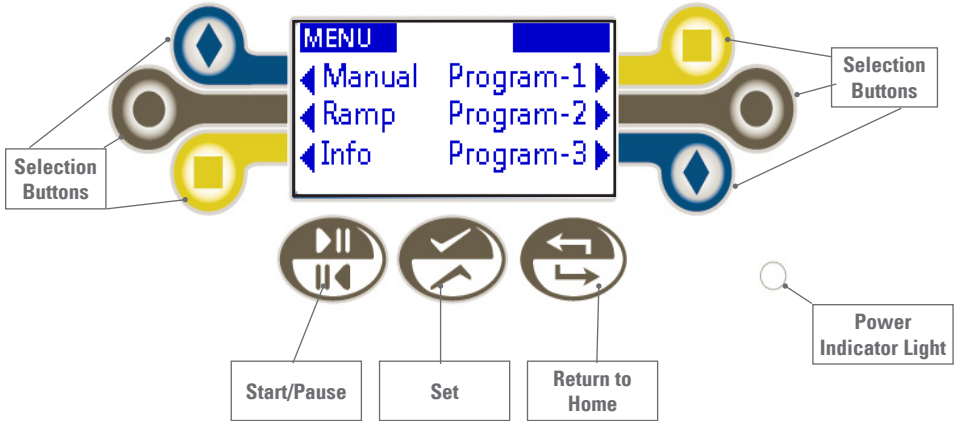 MENU
Manual Program-1
Ramp Program-2
Info Program-3
Selection
Buttons
Selection
Buttons
Power
Indicator Light
Start/Pause
Set
Return to
Home